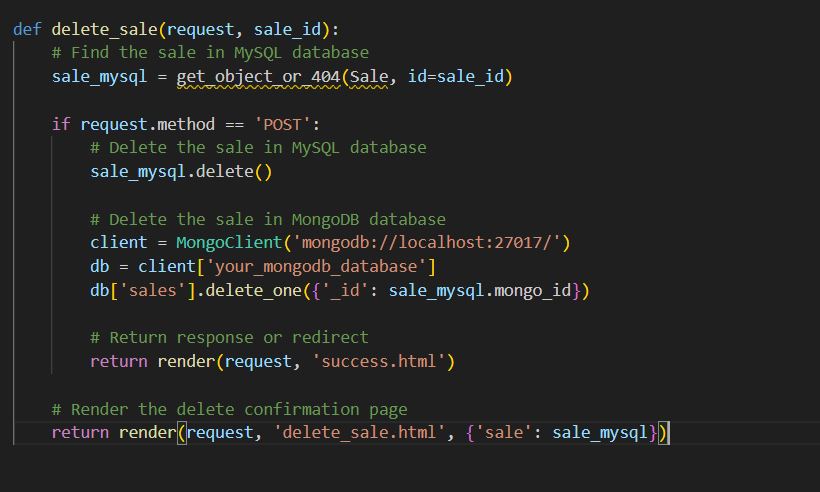 def delete_sale(request, sale_id):
    # Find the sale in MySQL database
    sale_mysql = get_object_or_404(Sale, id=sale_id)
    if request.method == 'POST':
        # Delete the sale in MySQL database
        sale_mysql.delete()
        # Delete the sale in MongoDB database
        client = MongoClient('mongodb://localhost:27017/')
        db = client['your_mongodb_database']
        db['sales'].delete_one({'_id': sale_mysql.mongo_id})
        # Return response or redirect
        return render(request, 'success.html')
    # Render the delete confirmation page
    return render(request, 'delete_sale.html', {'sale': sale_mysql})